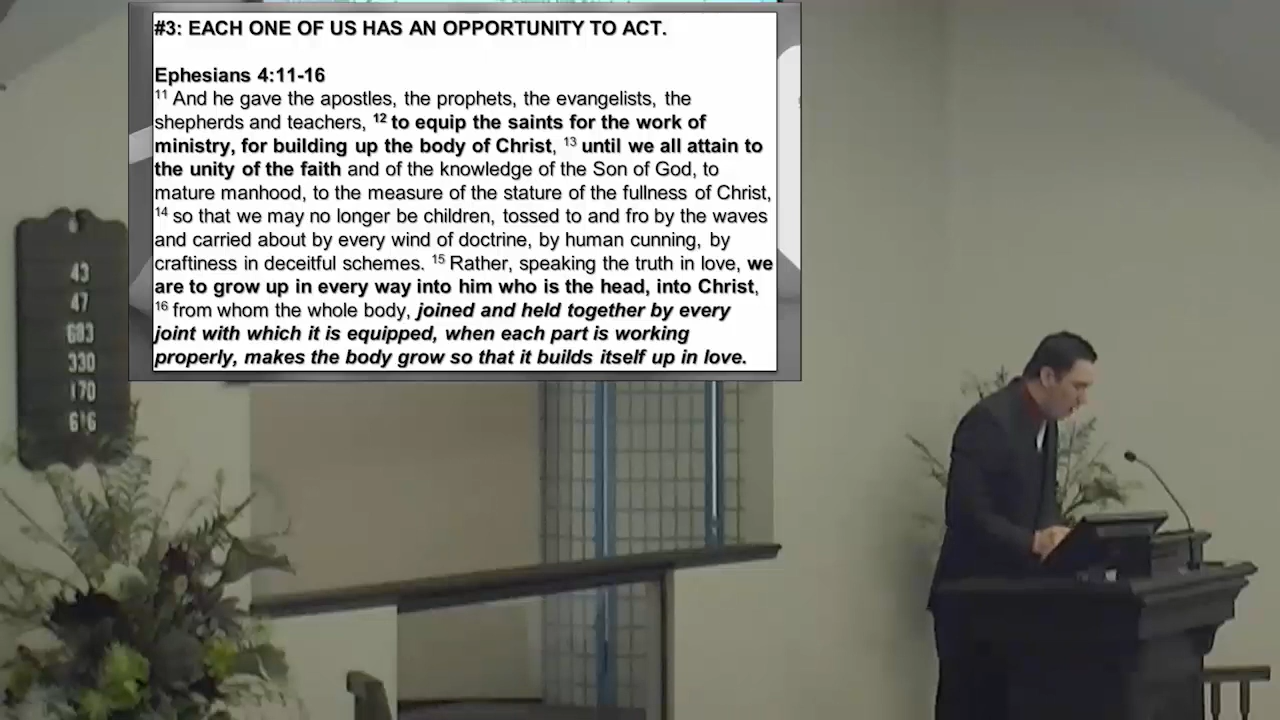 #3: EACH ONE OF US HAS AN OPPORTUNITY TO ACT.
Ephesians 4:11-16
11 And he gave the apostles, the prophets, the evangelists, the
shepherds and teachers, 12 to equip the saints for the work of
ministry, for building up the body of Christ, 13 until we all attain to
the unity of the faith and of the knowledge of the Son of God, to
mature manhood, to the measure of the stature of the fullness of Christ,
14 so that we may no longer be children, tossed to and fro by the waves
and carried about by every wind of doctrine, by human cunning, by
craftiness in deceitful schemes. 15 Rather, speaking the truth in love, we
are to grow up in every way into him who is the head, into Christ,
16 from whom the whole body, joined and held together by every
joint with which it is equipped, when each part is working
properly, makes the body grow so that it builds itself up in love.
43
47
603
330
170
616